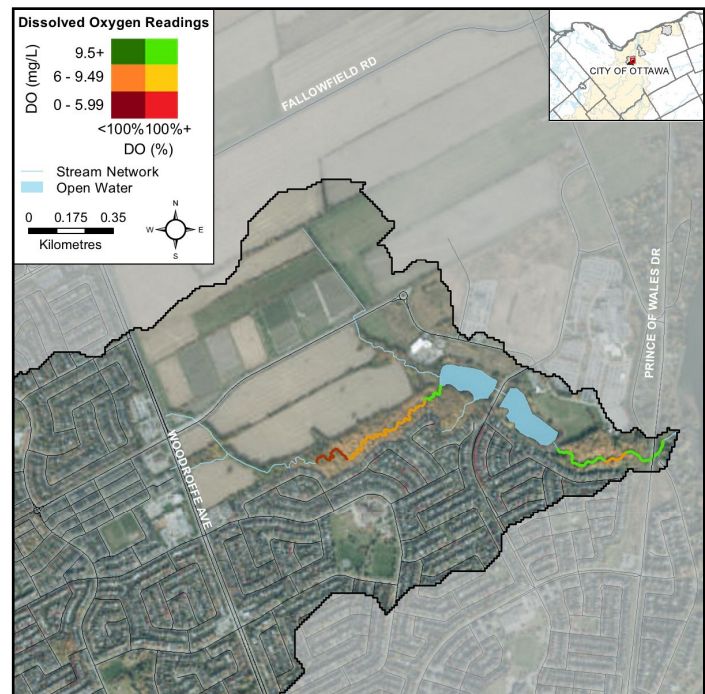 Dissolved Oxygen Readings
DO (mg/L)
9.5+
6 - 9.49
0 - 5.99
<100% 100%+
DO (%)
Stream Network
Open Water
0 0.175 0.35
Kilometres
N
W E
S
CITY OF OTTAWA
FALLOWFIELD RD
PRINCE OF WALES DR
WOODROFFE AVE